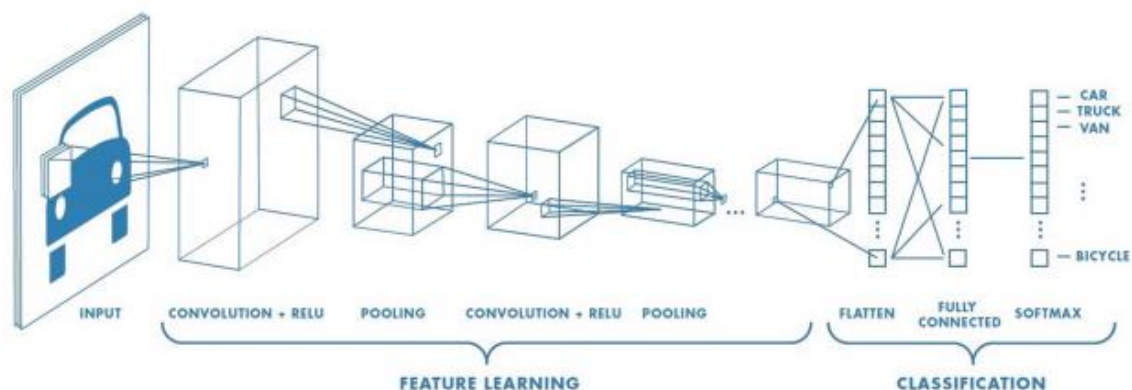 CAR
TRUCK
VAN
...
⋮
...
⋮
⋮
⋮
BICYCLE
INPUT
CONVOLUTION + RELU
POOLING
CONVOLUTION + RELU
POOLING
FLATTEN
FULLY
CONNECTED
SOFTMAX
FEATURE LEARNING
CLASSIFICATION